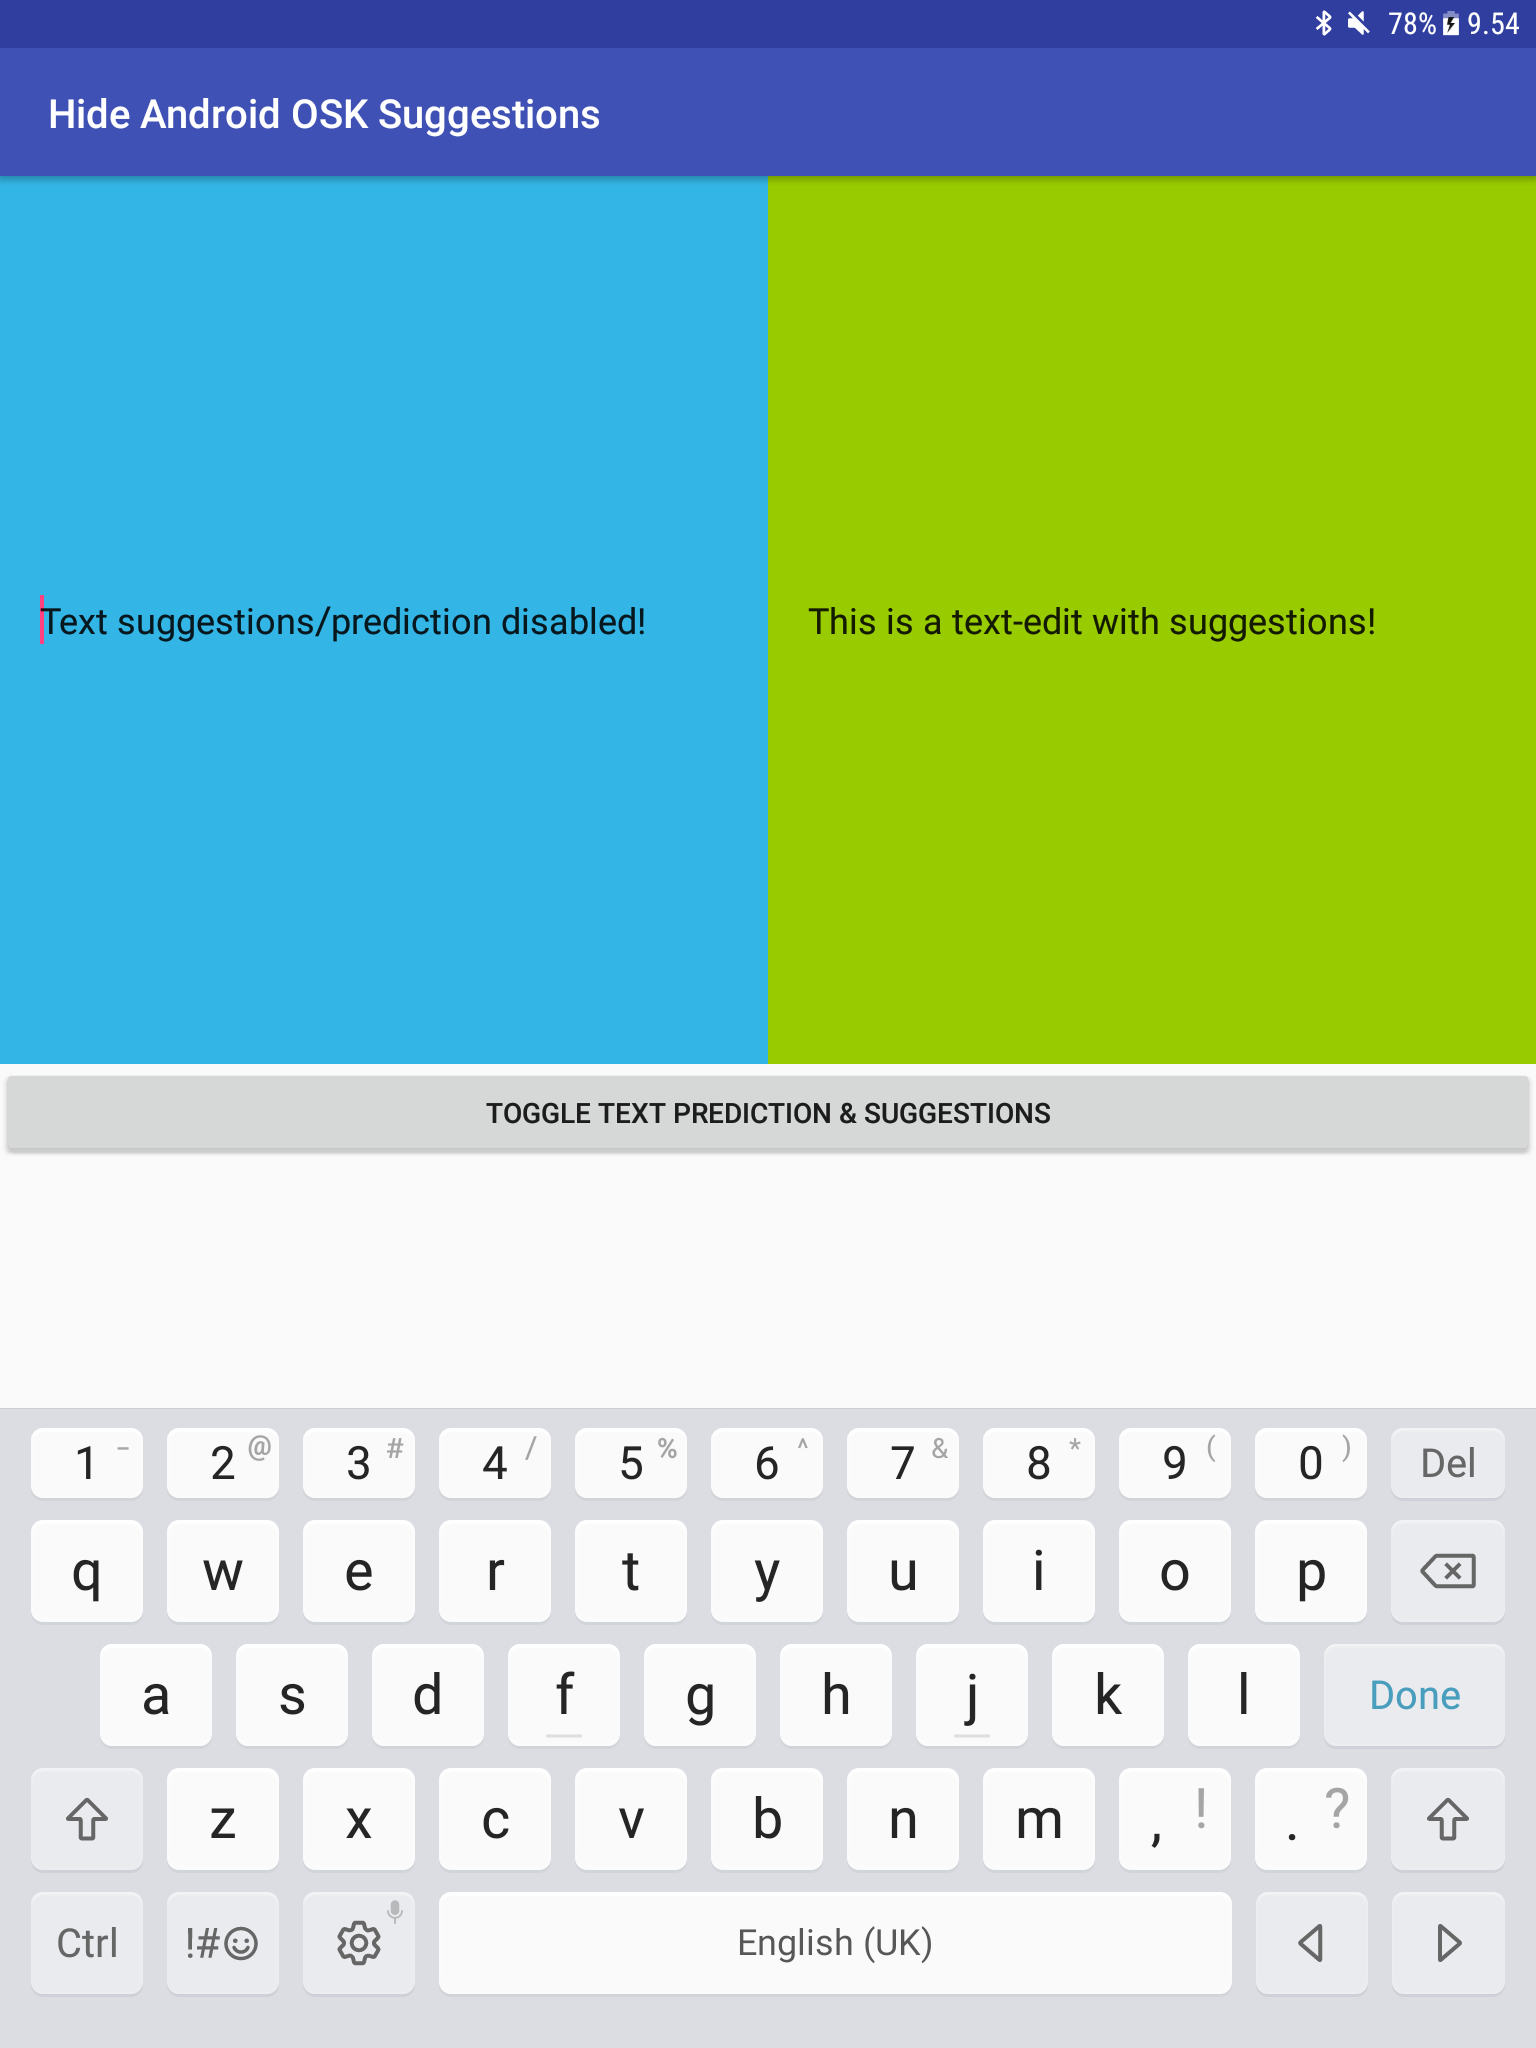 78% 9.54
Hide Android OSK Suggestions
Text suggestions/prediction disabled!
This is a text-edit with suggestions!
TOGGLE TEXT PREDICTION & SUGGESTIONS
1 - 2 @ 3 # 4 / 5 % 6 ^ 7 & 8 * 9 ( 0 ) Del
q w e r t y u i o p
a s d f g h j k l Done
z x c v b n m , ! . ?
Ctrl !#☺ English (UK)